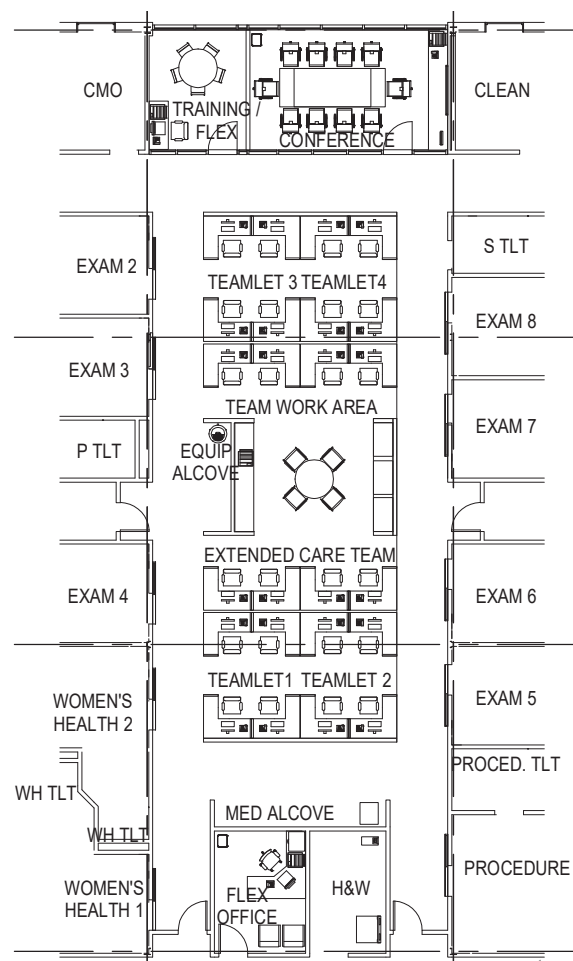 CMO
TRAINING /
FLEX
CONFERENCE
CLEAN
EXAM 2
TEAMLET 3
TEAMLET4
S TLT
EXAM 8
EXAM 3
TEAM WORK AREA
P TLT
EQUIP
ALCOVE
EXAM 7
EXTENDED CARE TEAM
EXAM 4
EXAM 6
TEAMLET1
TEAMLET 2
WOMEN'S
HEALTH 2
EXAM 5
PROCED. TLT
WH TLT
MED ALCOVE
WH TLT
WOMEN'S
HEALTH 1
FLEX
OFFICE
H&W
PROCEDURE